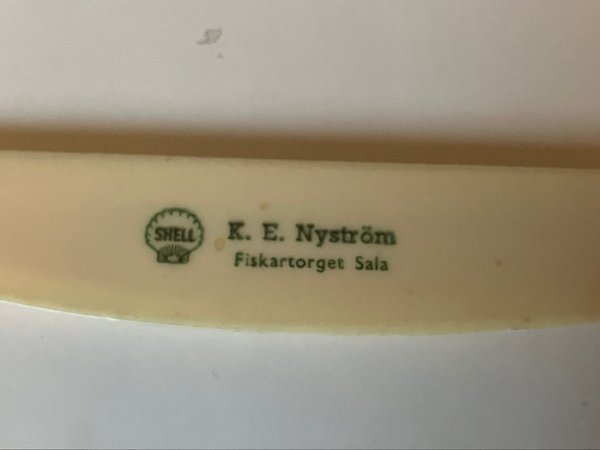 SHELL
K. E. Nyström
Fiskartorget Sala